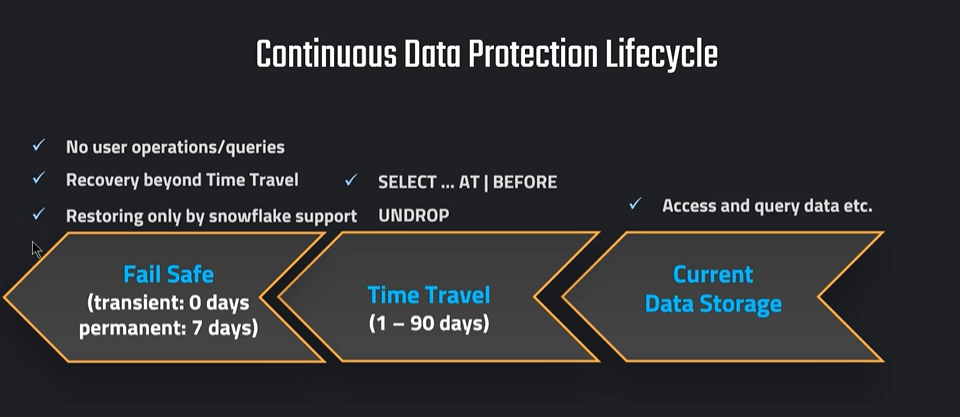 Continuous Data Protection Lifecycle
✓ No user operations/queries
✓ Recovery beyond Time Travel
✓ Restoring only by snowflake support
✓ SELECT ... AT | BEFORE
UNDROP
✓ Access and query data etc.
Fail Safe
(transient: 0 days
permanent: 7 days)
Time Travel
(1 – 90 days)
Current
Data Storage